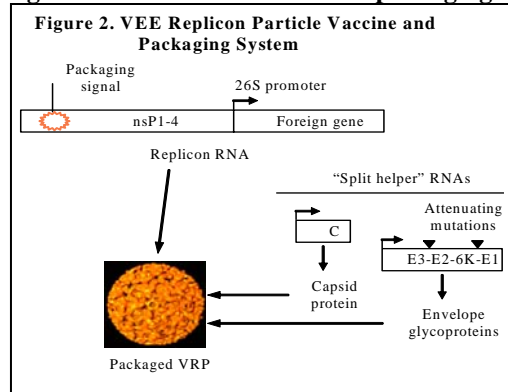 Figure 2. VEE Replicon Particle Vaccine and
Packaging System
Packaging
signal
26S promoter
nsP1-4
Foreign gene
Replicon RNA
“Split helper” RNAs
Attenuating
mutations
C
E3-E2-6K-E1
Capsid
protein
Envelope
glycoproteins
Packaged VRP